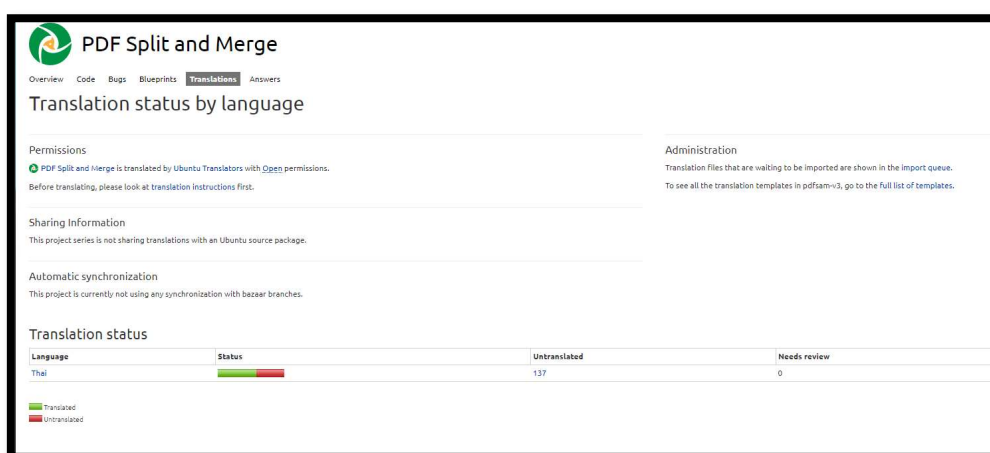 PDF Split and Merge
Overview Code Bugs Blueprints Translations Answers
Translation status by language
Permissions
PDF Split and Merge is translated by Ubuntu Translators with Open permissions.
Before translating, please look at translation instructions first.
Administration
Translation files that are waiting to be imported are shown in the import queue.
To see all the translation templates in pdfsam-v3, go to the full list of templates.
Sharing Information
This project series is not sharing translations with an Ubuntu source package.
Automatic synchronization
This project is currently not using any synchronization with bazaar branches.
Translation status
Language Status Untranslated Needs review
Thai 137 0
Translated
Untranslated